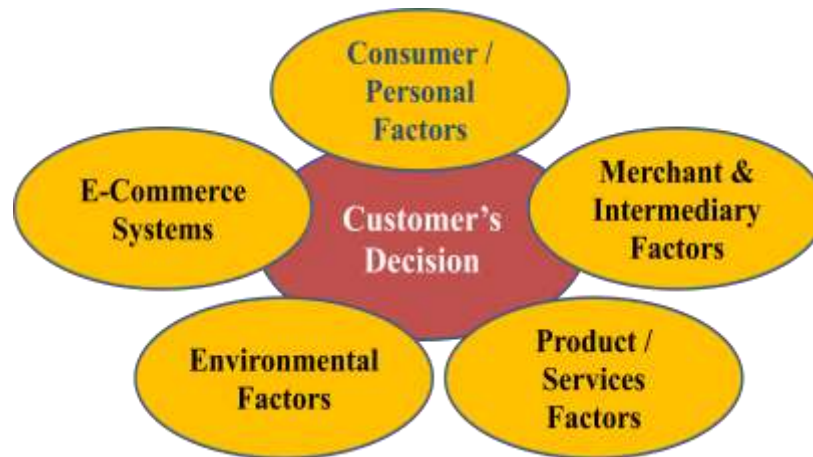 Consumer /
Personal
Factors
E-Commerce
Systems
Customer's
Decision
Merchant &
Intermediary
Factors
Environmental
Factors
Product /
Services
Factors